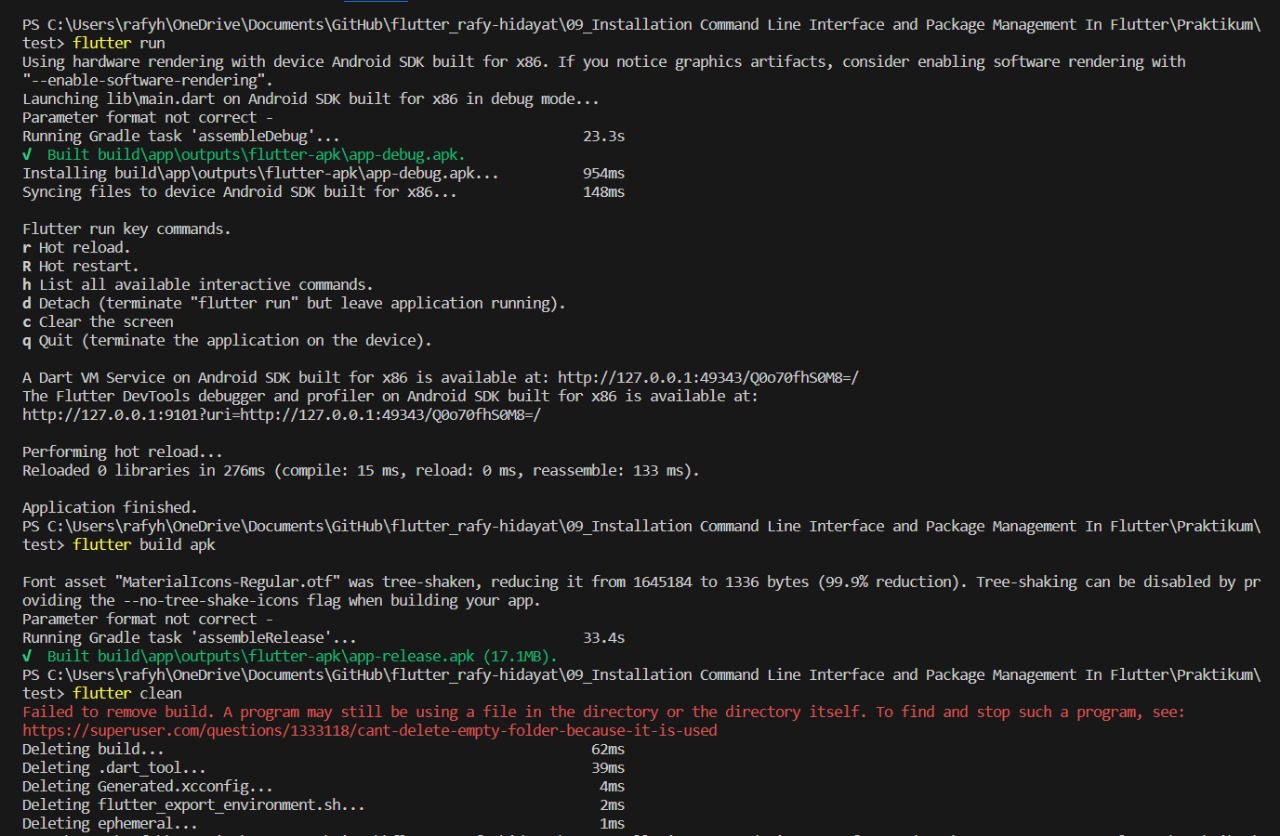 PS C:\Users\rafyh\OneDrive\Documents\GitHub\flutter_rafy-hidayat\09_Installation Command Line Interface and Package Management In Flutter\Praktikum\
test> flutter run
Using hardware rendering with device Android SDK built for x86. If you notice graphics artifacts, consider enabling software rendering with
"--enable-software-rendering".
Launching lib\main.dart on Android SDK built for x86 in debug mode...
Parameter format not correct -
Running Gradle task 'assembleDebug'... 23.3s
√ Built build\app\outputs\flutter-apk\app-debug.apk.
Installing build\app\outputs\flutter-apk\app-debug.apk... 954ms
Syncing files to device Android SDK built for x86... 148ms
Flutter run key commands.
r Hot reload.
R Hot restart.
h List all available interactive commands.
d Detach (terminate "flutter run" but leave application running).
c Clear the screen
q Quit (terminate the application on the device).
A Dart VM Service on Android SDK built for x86 is available at: http://127.0.0.1:49343/Q0o70fhS0M8=/
The Flutter DevTools debugger and profiler on Android SDK built for x86 is available at:
http://127.0.0.1:9101?uri=http://127.0.0.1:49343/Q0o70fhS0M8=/
Performing hot reload...
Reloaded 0 libraries in 276ms (compile: 15 ms, reload: 0 ms, reassemble: 133 ms).
Application finished.
PS C:\Users\rafyh\OneDrive\Documents\GitHub\flutter_rafy-hidayat\09_Installation Command Line Interface and Package Management In Flutter\Praktikum\
test> flutter build apk
Font asset "MaterialIcons-Regular.otf" was tree-shaken, reducing it from 1645184 to 1336 bytes (99.9% reduction). Tree-shaking can be disabled by pr
oviding the --no-tree-shake-icons flag when building your app.
Parameter format not correct -
Running Gradle task 'assembleRelease'... 33.4s
√ Built build\app\outputs\flutter-apk\app-release.apk (17.1MB).
PS C:\Users\rafyh\OneDrive\Documents\GitHub\flutter_rafy-hidayat\09_Installation Command Line Interface and Package Management In Flutter\Praktikum\
test> flutter clean
Failed to remove build. A program may still be using a file in the directory or the directory itself. To find and stop such a program, see:
https://superuser.com/questions/1333118/cant-delete-empty-folder-because-it-is-used
Deleting build... 62ms
Deleting .dart_tool... 39ms
Deleting Generated.xcconfig... 4ms
Deleting flutter_export_environment.sh... 2ms
Deleting ephemeral... 1ms